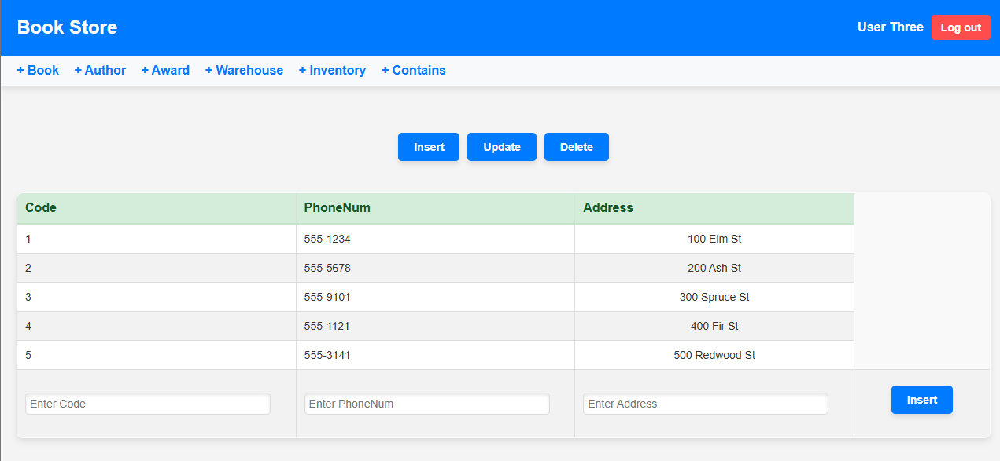 Book Store
User Three
Log out
+ Book + Author + Award + Warehouse + Inventory + Contains
Insert Update Delete
Code PhoneNum Address
1 555-1234 100 Elm St
2 555-5678 200 Ash St
3 555-9101 300 Spruce St
4 555-1121 400 Fir St
5 555-3141 500 Redwood St
Enter Code Enter PhoneNum Enter Address Insert